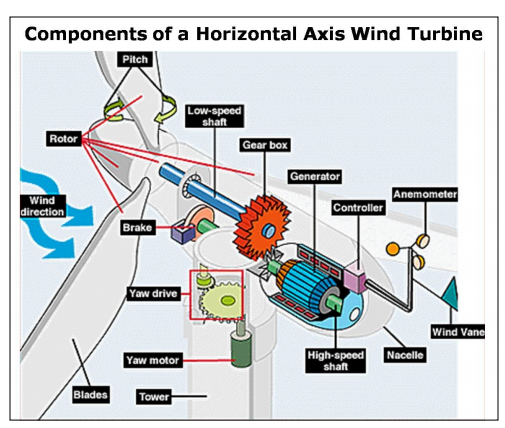 Components of a Horizontal Axis Wind Turbine
Pitch
Low-speed
shaft
Rotor
Gear box
Generator
Anemometer
Controller
Wind
direction
Brake
Yaw drive
Wind Vane
Yaw motor
High-speed
shaft
Nacelle
Blades
Tower